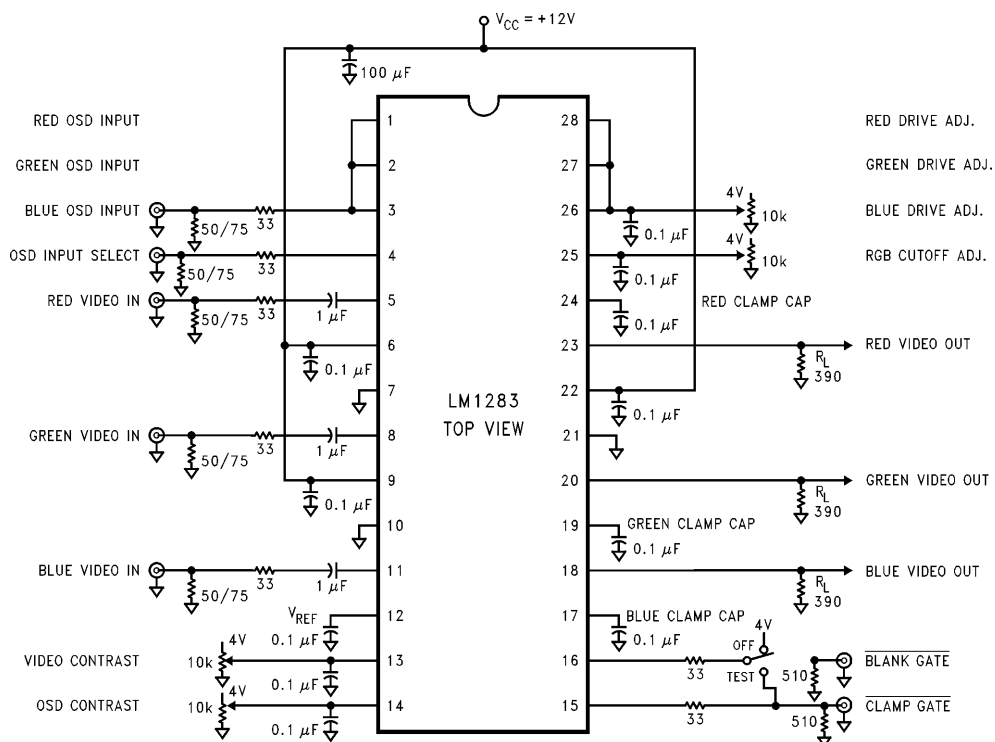 V_CC = +12V
100 μF
RED OSD INPUT
1
28
RED DRIVE ADJ.
GREEN OSD INPUT
2
27
GREEN DRIVE ADJ.
BLUE OSD INPUT
50/75
33
3
26
0.1 μF
4V
10k
BLUE DRIVE ADJ.
OSD INPUT SELECT
50/75
33
4
25
0.1 μF
4V
10k
RGB CUTOFF ADJ.
RED VIDEO IN
50/75
33
1 μF
5
24
0.1 μF
RED CLAMP CAP
0.1 μF
6
23
R_L
390
RED VIDEO OUT
7
LM1283
TOP VIEW
22
0.1 μF
GREEN VIDEO IN
50/75
33
1 μF
8
21
0.1 μF
9
20
R_L
390
GREEN VIDEO OUT
10
19
GREEN CLAMP CAP
0.1 μF
BLUE VIDEO IN
50/75
33
1 μF
11
18
R_L
390
BLUE VIDEO OUT
V_REF
0.1 μF
12
17
BLUE CLAMP CAP
0.1 μF
VIDEO CONTRAST
4V
10k
0.1 μF
13
16
33
4V
OFF
TEST
510
BLANK GATE
OSD CONTRAST
4V
10k
0.1 μF
14
15
33
510
CLAMP GATE